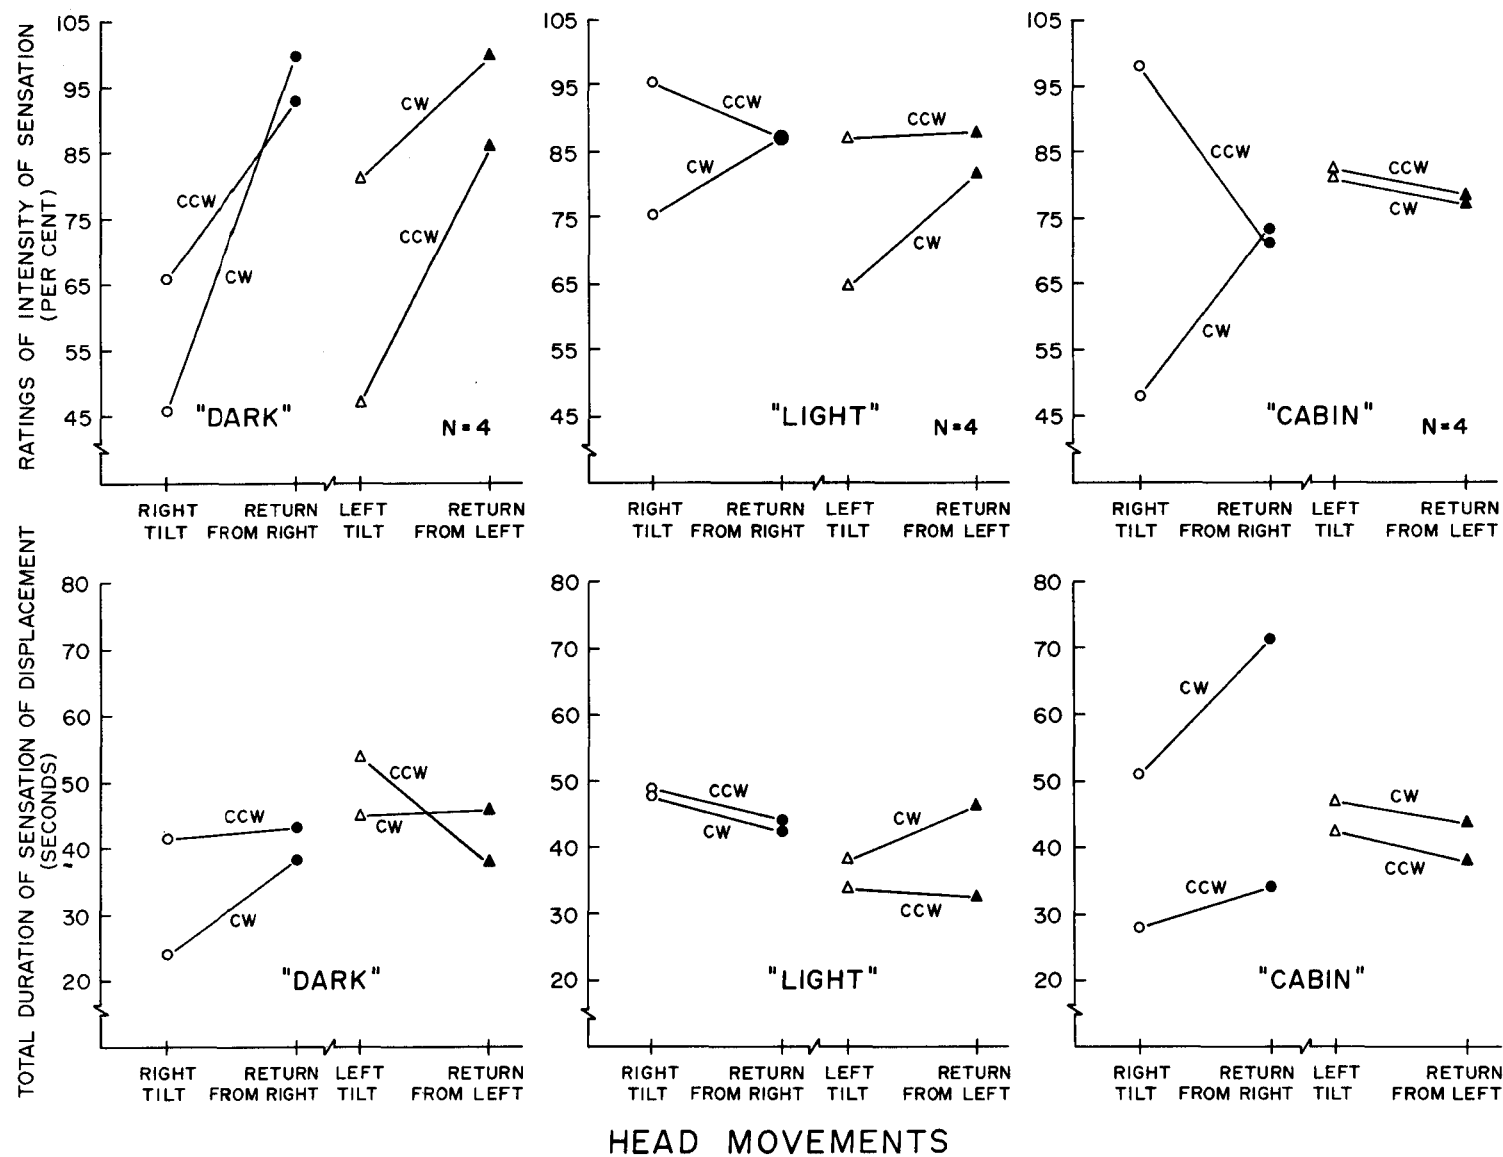 RATINGS OF INTENSITY OF SENSATION
(PER CENT)
105
95
85
75
65
55
45
CCW
CW
CW
CCW
"DARK"
N=4
RIGHT TILT
RETURN FROM RIGHT
LEFT TILT
RETURN FROM LEFT
105
95
85
75
65
55
45
CCW
CW
CCW
CW
"LIGHT"
N=4
RIGHT TILT
RETURN FROM RIGHT
LEFT TILT
RETURN FROM LEFT
105
95
85
75
65
55
45
CCW
CW
CCW
CW
"CABIN"
N=4
RIGHT TILT
RETURN FROM RIGHT
LEFT TILT
RETURN FROM LEFT
TOTAL DURATION OF SENSATION OF DISPLACEMENT
(SECONDS)
80
70
60
50
40
30
20
CCW
CW
CCW
CW
"DARK"
RIGHT TILT
RETURN FROM RIGHT
LEFT TILT
RETURN FROM LEFT
80
70
60
50
40
30
20
CCW
CW
CW
CCW
"LIGHT"
RIGHT TILT
RETURN FROM RIGHT
LEFT TILT
RETURN FROM LEFT
80
70
60
50
40
30
20
CW
CCW
CW
CCW
"CABIN"
RIGHT TILT
RETURN FROM RIGHT
LEFT TILT
RETURN FROM LEFT
HEAD MOVEMENTS